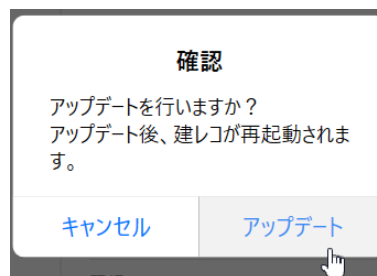 確認
アップデートを行いますか？
アップデート後、建レコが再起動されま
す。
キャンセル
アップデート